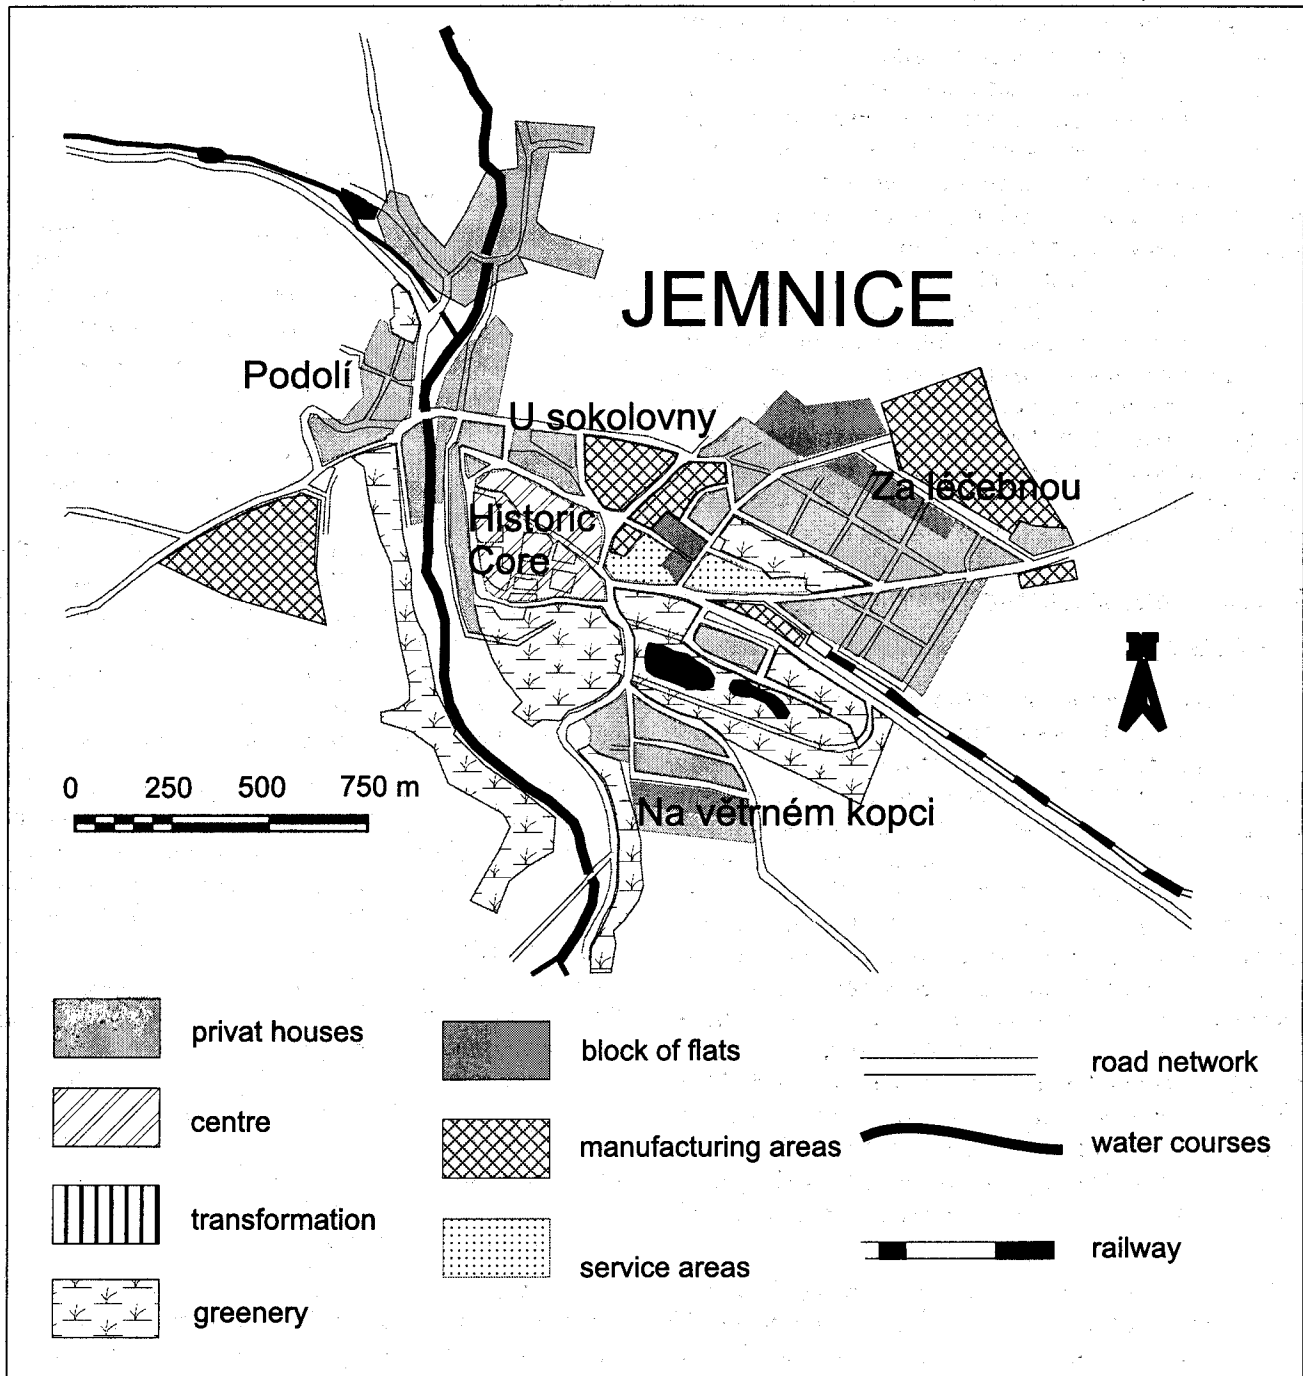 JEMNICE
Podolí
U sokolovny
Za léčebnou
Historic
Core
0 250 500 750 m
Na větrném kopci
privat houses
centre
transformation
greenery
block of flats
manufacturing areas
service areas
road network
water courses
railway